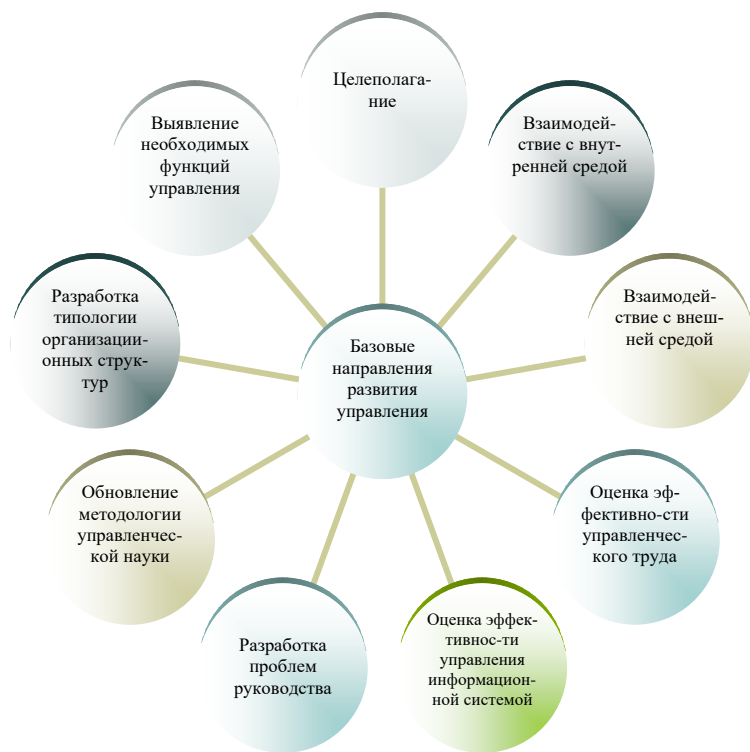 Целеполага-
ние
Взаимодей-
ствие с внут-
ренней средой
Взаимодей-
ствие с внеш-
ней средой
Оценка эф-
фективно-сти
управленчес-
кого труда
Оценка эффек-
тивнос-ти
управления
информацион-
ной системой
Разработка
проблем
руководства
Обновление
методологии
управленчес-
кой науки
Разработка
типологии
организаци-
онных струк-
тур
Выявление
необходимых
функций
управления
Базовые
направления
развития
управления